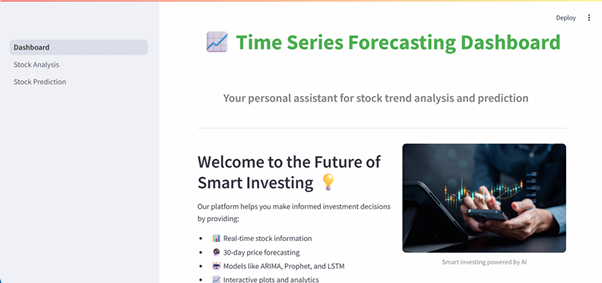 Deploy
Dashboard
Stock Analysis
Stock Prediction
Time Series Forecasting Dashboard
Your personal assistant for stock trend analysis and prediction
Welcome to the Future of
Smart Investing
Our platform helps you make informed investment decisions
by providing:
Real-time stock information
30-day price forecasting
Models like ARIMA, Prophet, and LSTM
Interactive plots and analytics
Smart investing powered by AI